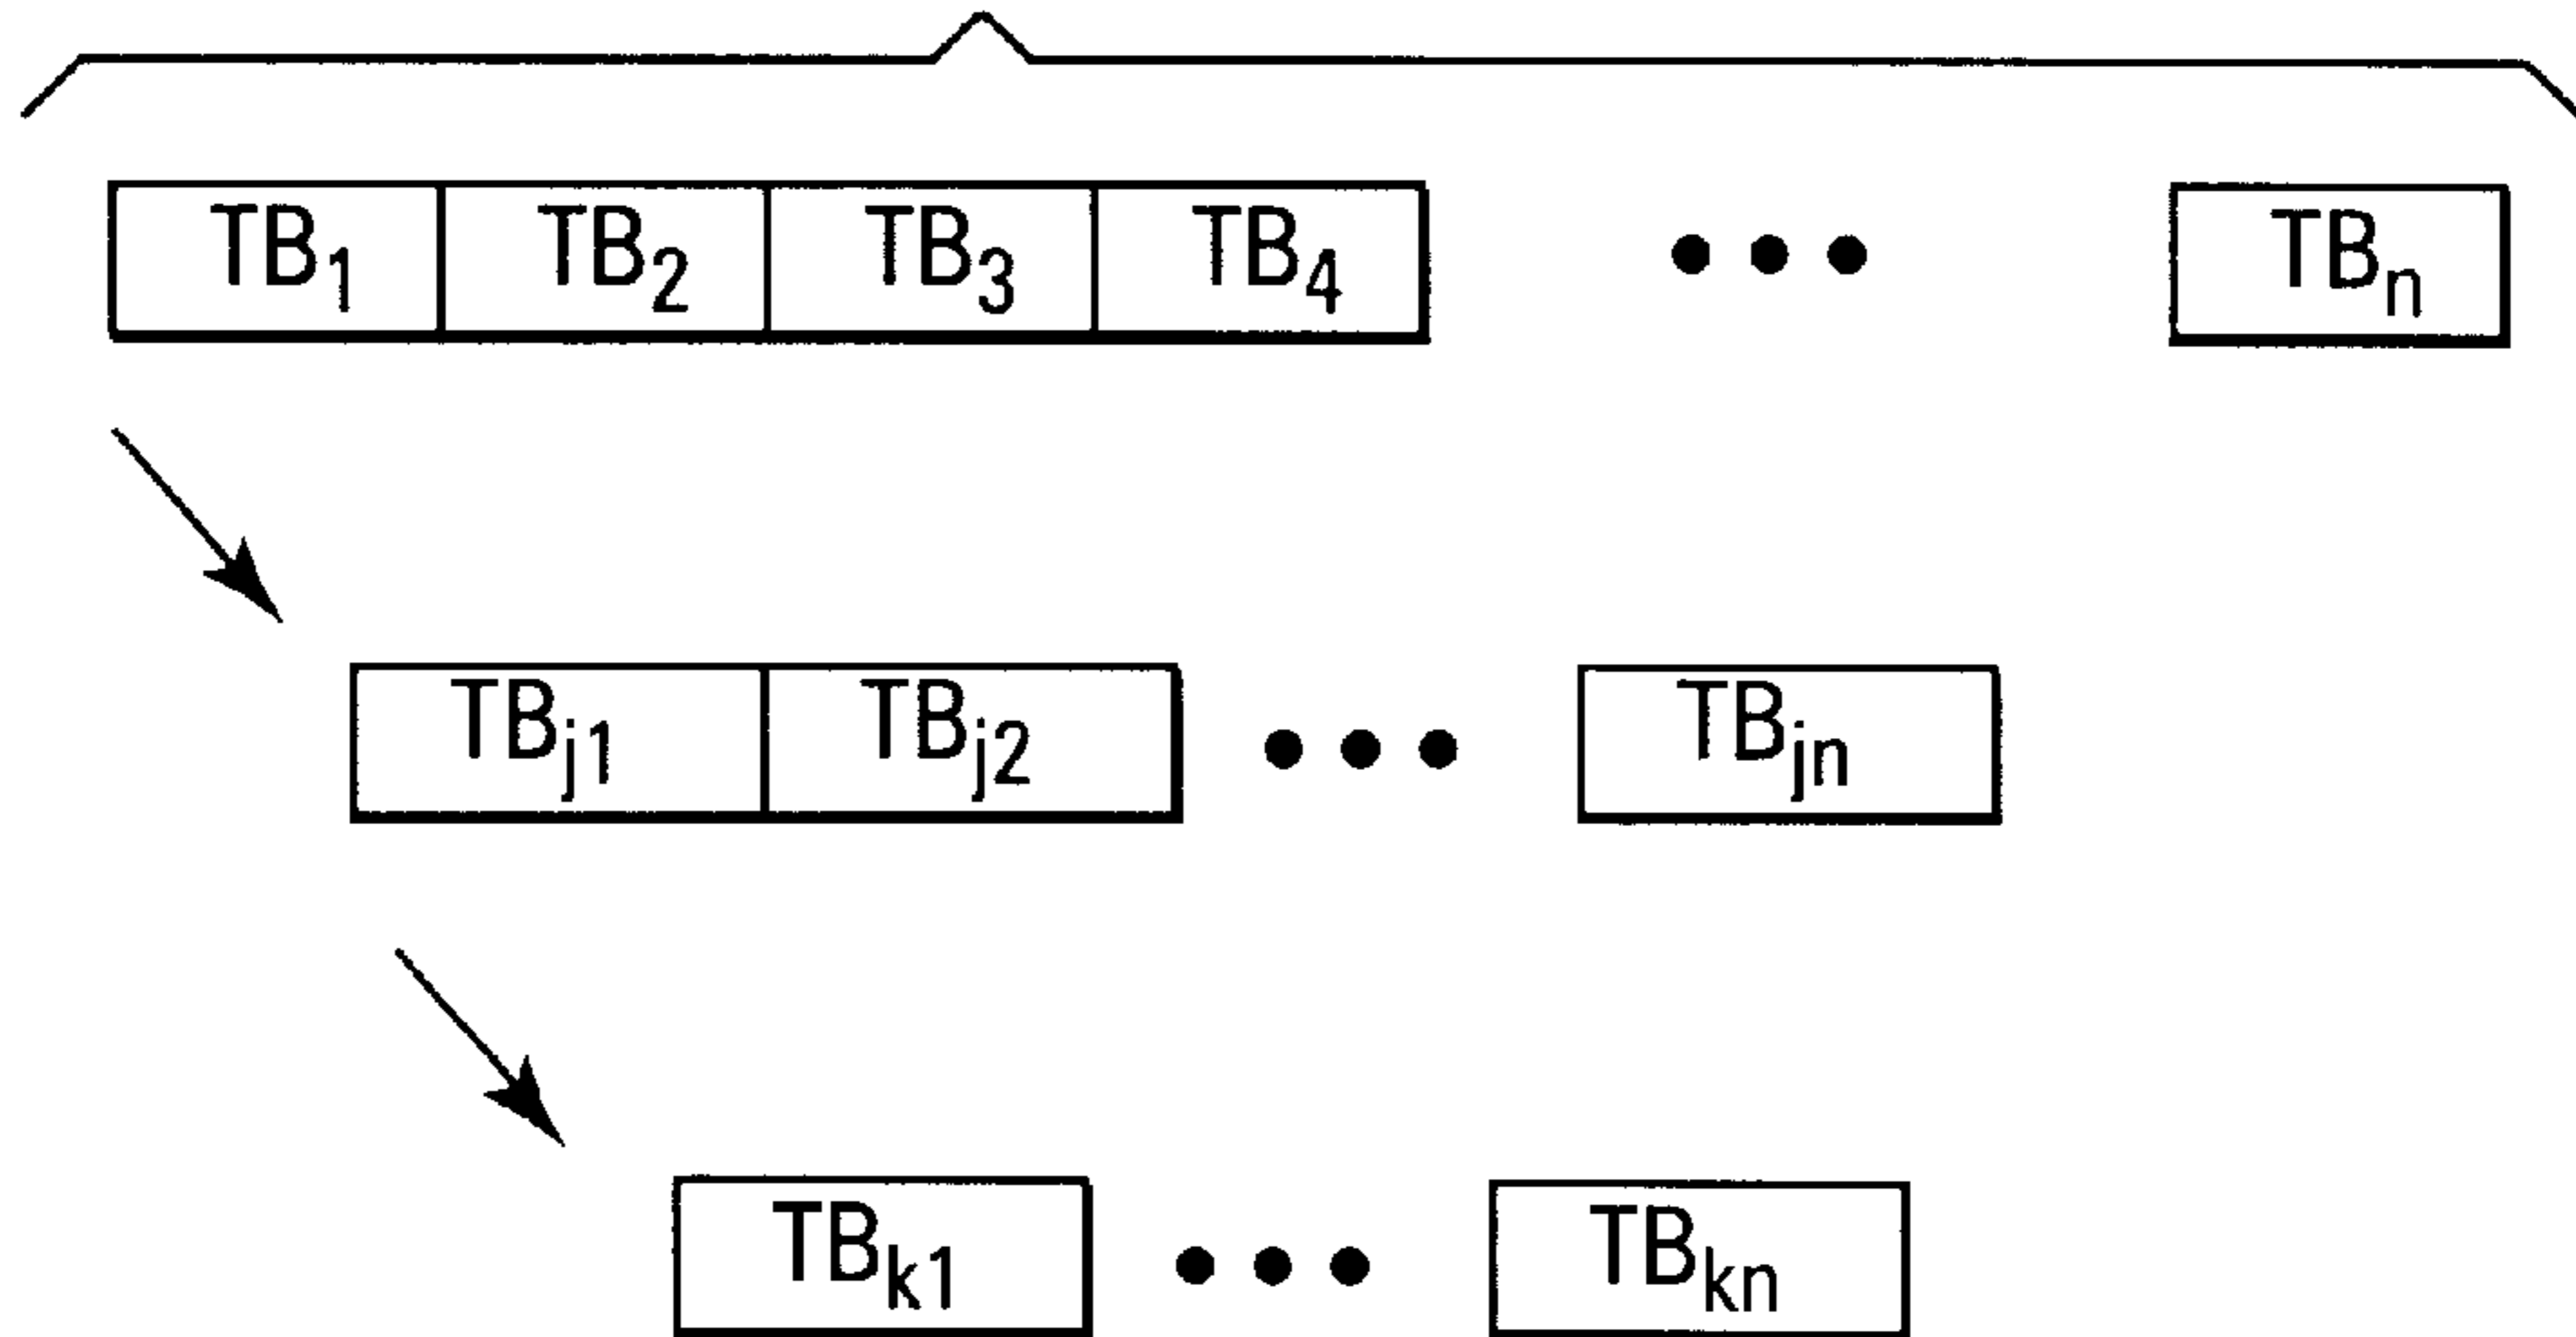 TB₁ TB₂ TB₃ TB₄ ••• TBₙ
TBj1 TBj2 ••• TBjn
TBk1 ••• TBkn